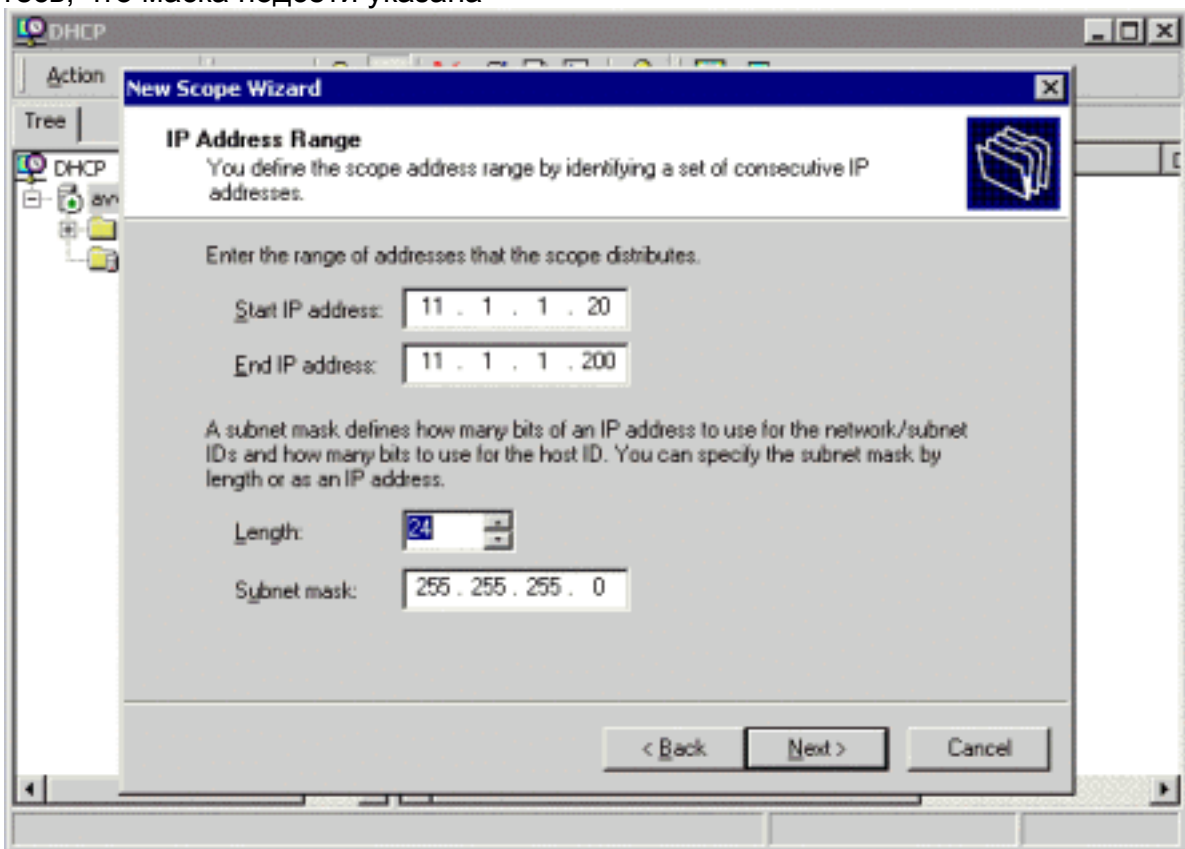 что маска подсети указана
DHCP
Action
New Scope Wizard
Tree
IP Address Range
You define the scope address range by identifying a set of consecutive IP
addresses.
DHCP
Enter the range of addresses that the scope distributes.
Start IP address: 11 . 1 . 1 . 20
End IP address: 11 . 1 . 1 . 200
A subnet mask defines how many bits of an IP address to use for the network/subnet
IDs and how many bits to use for the host ID. You can specify the subnet mask by
length or as an IP address.
Length: 24
Subnet mask: 255 . 255 . 255 . 0
< Back
Next >
Cancel